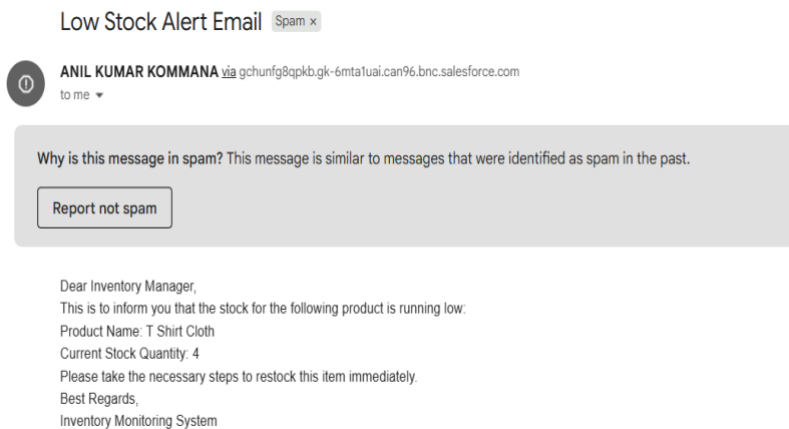 Low Stock Alert Email Spam ×
ANIL KUMAR KOMMANA via gchunfg8qpkb.gk-6mta1uai.can96.bnc.salesforce.com
to me
Why is this message in spam? This message is similar to messages that were identified as spam in the past.
Report not spam
Dear Inventory Manager,
This is to inform you that the stock for the following product is running low:
Product Name: T Shirt Cloth
Current Stock Quantity: 4
Please take the necessary steps to restock this item immediately.
Best Regards,
Inventory Monitoring System